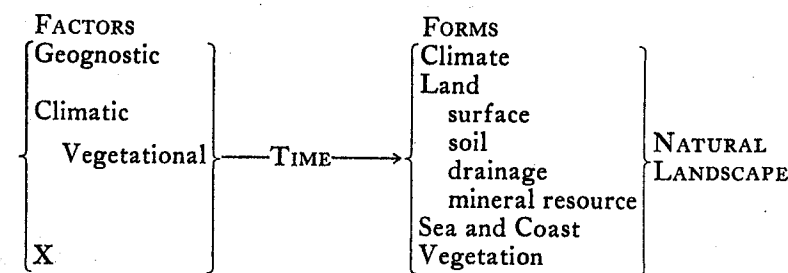 FACTORS
Geognostic
Climatic
Vegetational
X
TIME
FORMS
Climate
Land
surface
soil
drainage
mineral resource
Sea and Coast
Vegetation
NATURAL
LANDSCAPE